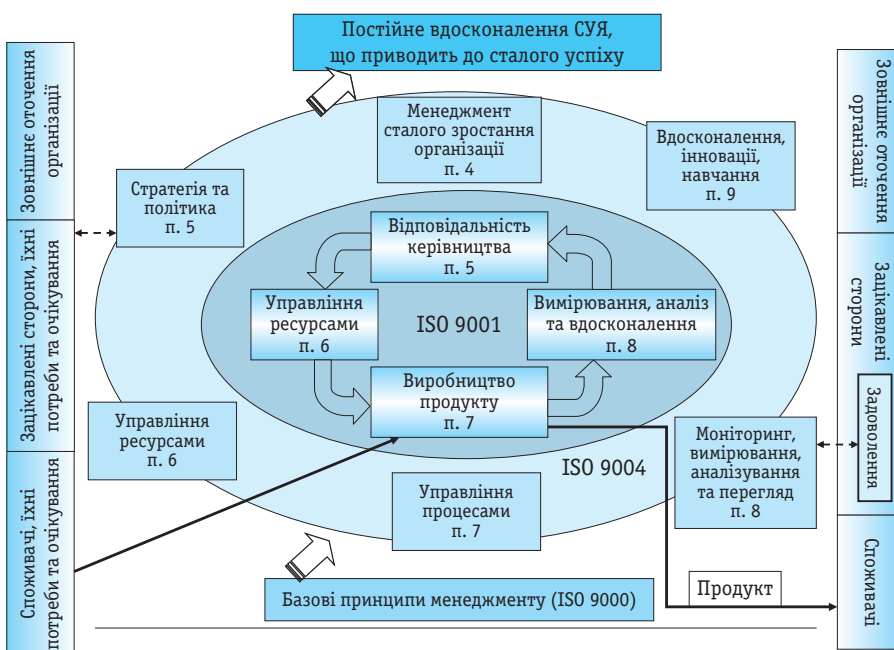 Постійне вдосконалення СУЯ,
що приводить до сталого успіху
Зовнішнє оточення
організації
Зацікавлені сторони, їхні
потреби та очікування
Споживачі, їхні
потреби та очікування
Менеджмент
сталого зростання
організації
п. 4
Вдосконалення,
інновації,
навчання
п. 9
Стратегія та
політика
п. 5
Відповідальність
керівництва
п. 5
Управління
ресурсами
п. 6
ISO 9001
Вимірювання, аналіз
та вдосконалення
п. 8
Виробництво
продукту
п. 7
Управління
ресурсами
п. 6
ISO 9004
Моніторинг,
вимірювання,
аналізування
та перегляд
п. 8
Управління
процесами
п. 7
Базові принципи менеджменту (ISO 9000)
Продукт
Зовнішнє оточення
організації
Зацікавлені
сторони
Задоволення
Споживачі